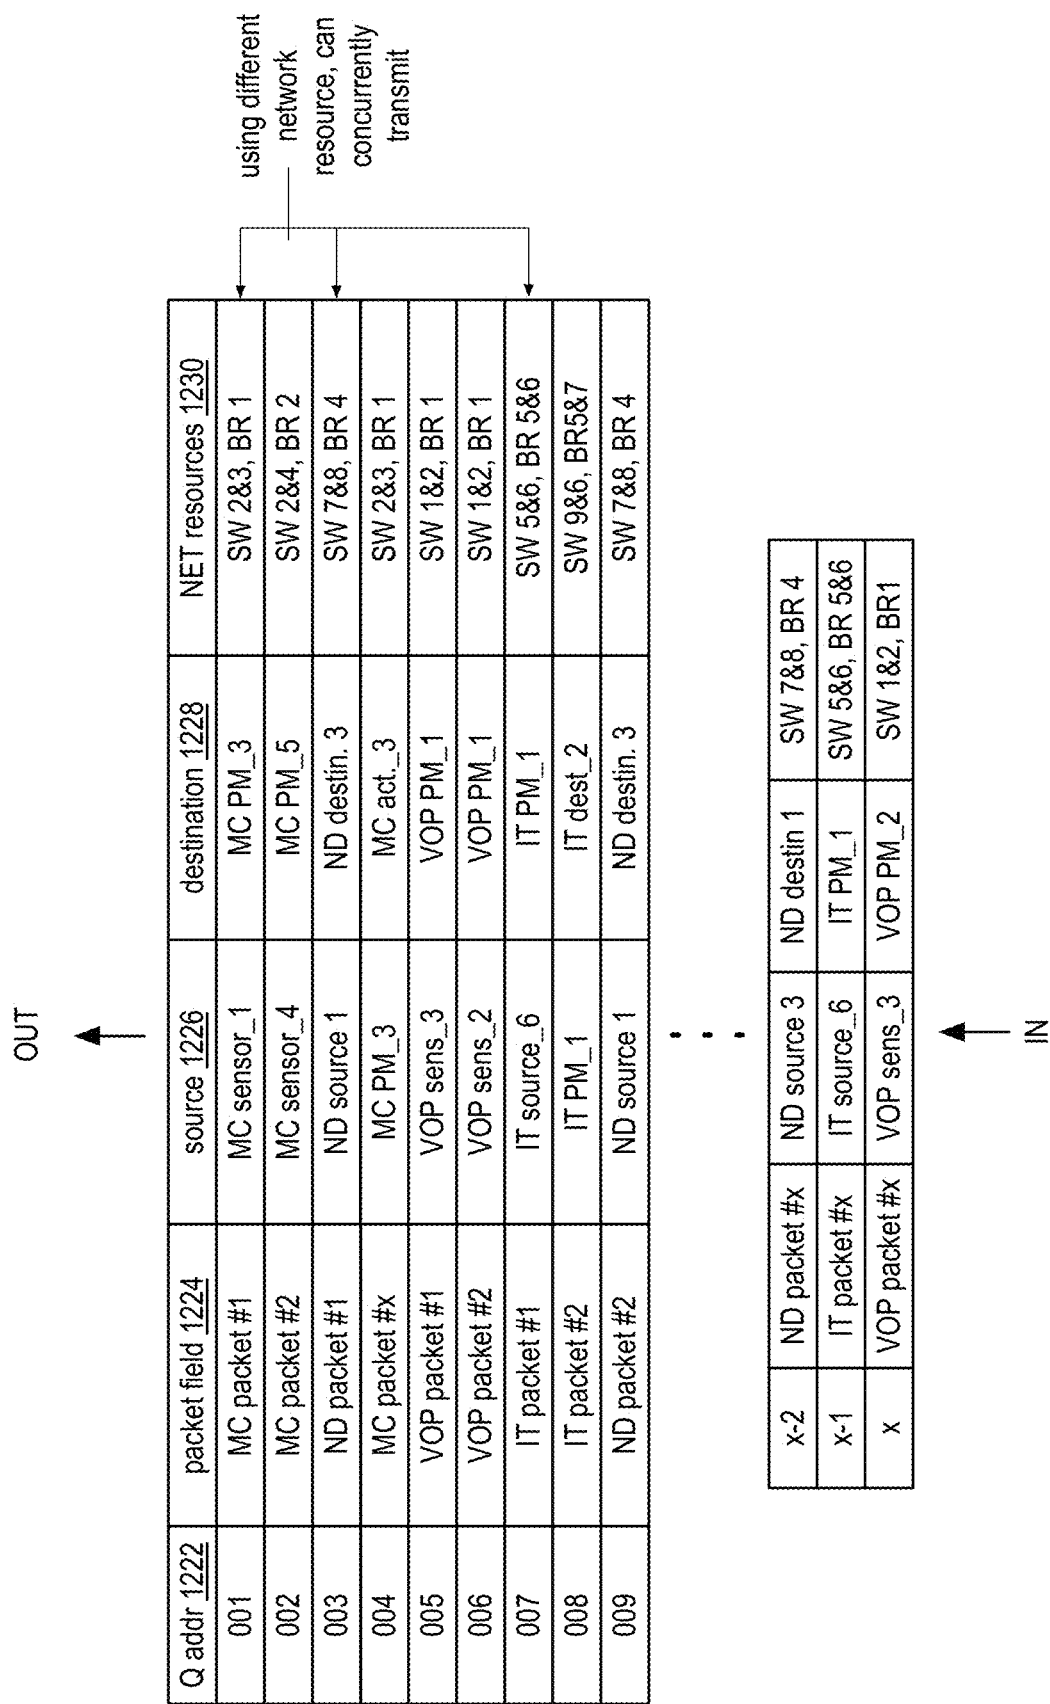 OUT
Q addr 1222 packet field 1224 source 1226 destination 1228 NET resources 1230
001 MC packet #1 MC sensor_1 MC PM_3 SW 2&3, BR 1
002 MC packet #2 MC sensor_4 MC PM_5 SW 2&4, BR 2
003 ND packet #1 ND source 1 ND destin. 3 SW 7&8, BR 4
004 MC packet #x MC PM_3 MC act._3 SW 2&3, BR 1
005 VOP packet #1 VOP sens_3 VOP PM_1 SW 1&2, BR 1
006 VOP packet #2 VOP sens_2 VOP PM_1 SW 1&2, BR 1
007 IT packet #1 IT source_6 IT PM_1 SW 5&6, BR 5&6
008 IT packet #2 IT PM_1 IT dest_2 SW 9&6, BR5&7
009 ND packet #2 ND source 1 ND destin. 3 SW 7&8, BR 4
using different
network
resource, can
concurrently
transmit
x-2 ND packet #x ND source 3 ND destin 1 SW 7&8, BR 4
x-1 IT packet #x IT source_6 IT PM_1 SW 5&6, BR 5&6
x VOP packet #x VOP sens_3 VOP PM_2 SW 1&2, BR1
IN